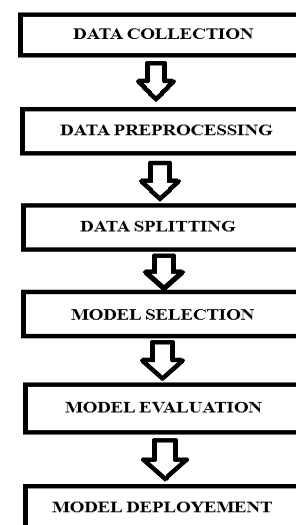 DATA COLLECTION
DATA PREPROCESSING
DATA SPLITTING
MODEL SELECTION
MODEL EVALUATION
MODEL DEPLOYEMENT